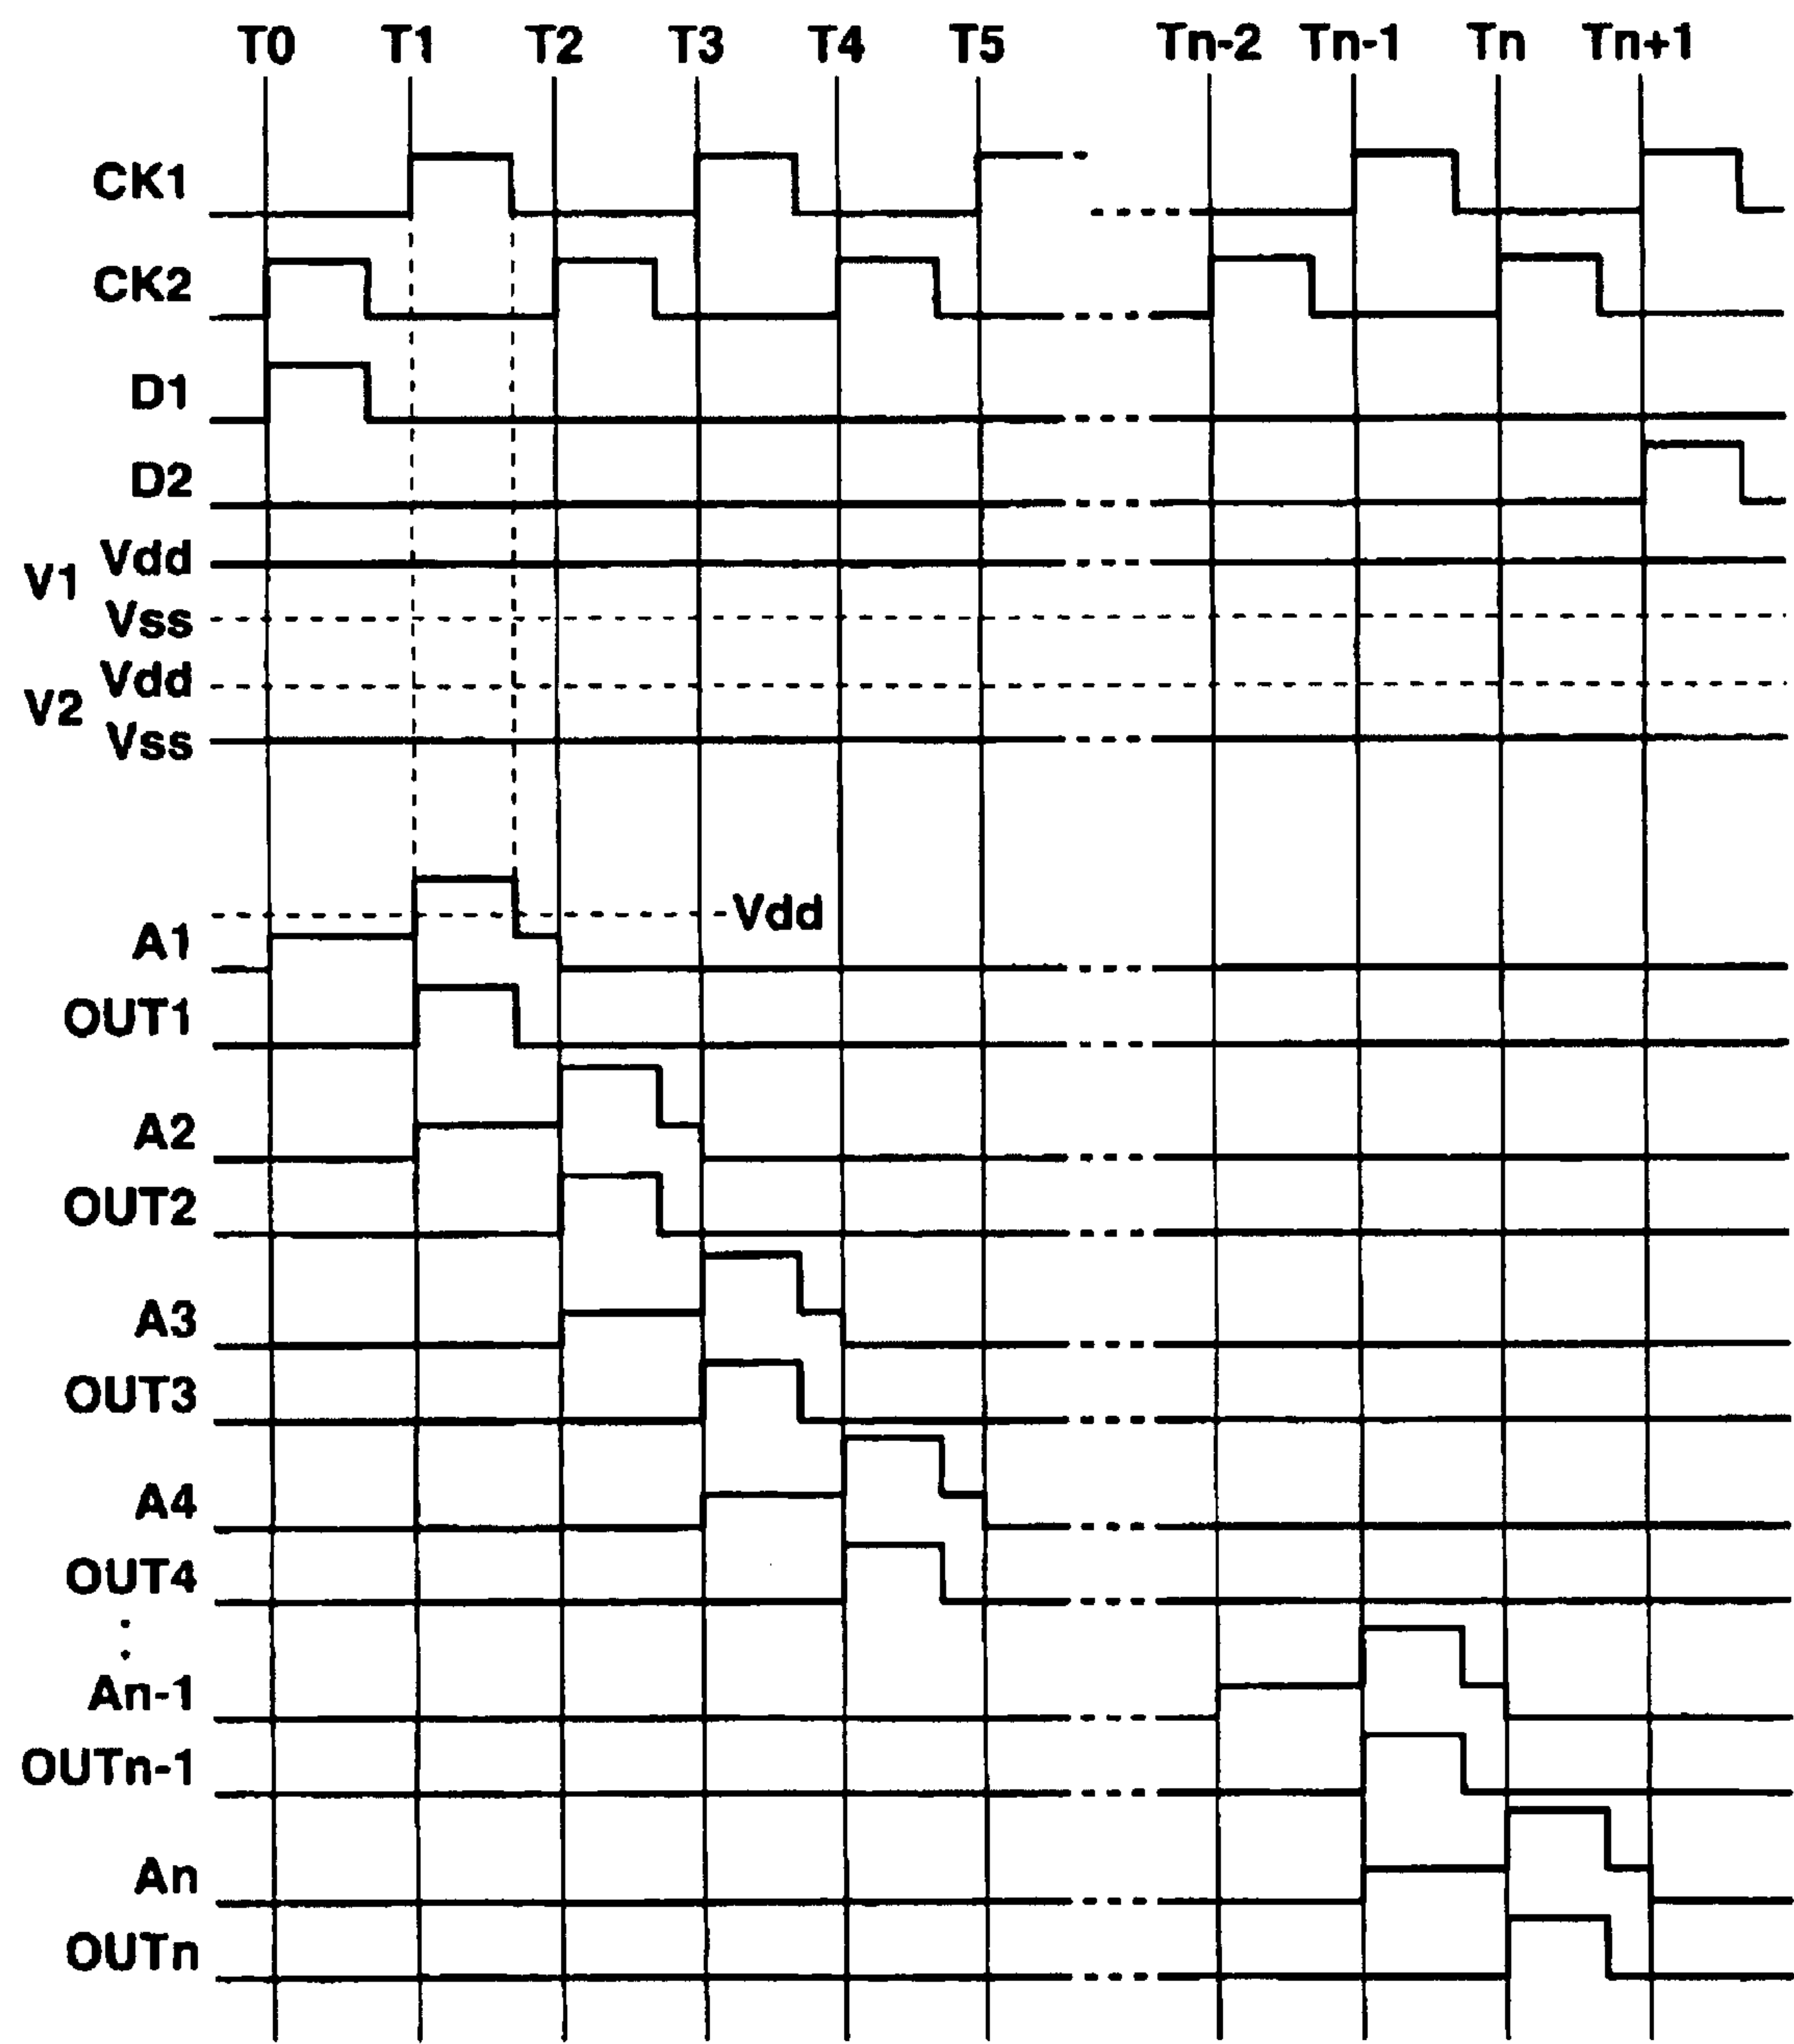 T0 T1 T2 T3 T4 T5 Tn-2 Tn-1 Tn Tn+1
CK1
CK2
D1
D2
V1 Vdd
Vss
V2 Vdd
Vss
Vdd
A1
OUT1
A2
OUT2
A3
OUT3
A4
OUT4
:
An-1
OUTn-1
An
OUTn